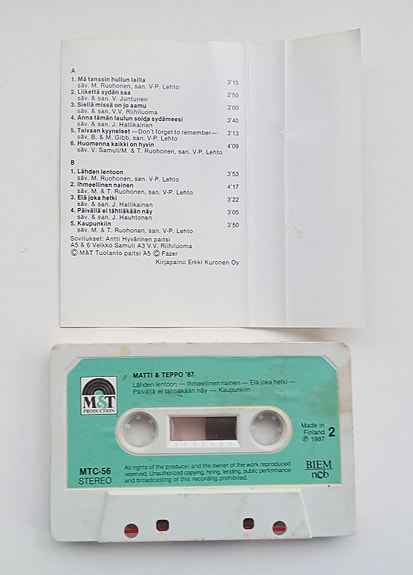 A
1. Mä tanssin hullun lailla
säv. M. Ruohonen, san. V-P. Lehto 3'15
2. Liikettä sydän saa
säv. & san. V. Juntunen 2'50
3. Siellä missä on jo aamu
säv. & san. V.V. Riihiluoma 3'00
4. Anna tämän laulun soida sydämeesi
säv. & san. J. Hallikainen 3'40
5. Taivaan kyyneleet —Don't forget to remember—
säv. B. & M. Gibb, san. V-P. Lehto 3'13
6. Huomenna kaikki on hyvin
säv. V. Samuli/M. & T. Ruohonen, san. V-P. Lehto 4'09
B
1. Lähden lentoon
säv. M. Ruohonen, san. V-P. Lehto 3'53
2. Ihmeellinen nainen
säv. M. & T. Ruohonen, san. V-P. Lehto 4'17
3. Elä joka hetki
säv. & san. J. Hallikainen 3'22
4. Päivällä ei tähtiäkään näy
säv. & san. J. Hauhtonen 3'05
5. Kaupunkiin
säv. M. & T. Ruohonen, san. V-P. Lehto 3'50
Sovitukset: Antti Hyvärinen paitsi
A5 & 6 Veikko Samuli A3 V.V. Riihiluoma
© M&T Tuotanto paitsi A5 © Fazer
Kirjapaino Erkki Kuronen Oy
MATTI & TEPPO '87.
Lähden lentoon — Ihmeellinen nainen — Elä joka hetki —
Päivällä ei tähtiäkään näy — Kaupunkiin
M&T
PRODUCTION
Made in
Finland
℗ 1987
2
MTC-56
STEREO
All rights of the producer and the owner of the work reproduced
reserved. Unauthorized copying, hiring, lending, public performance
and broadcasting of this recording prohibited.
BIEM
ncb